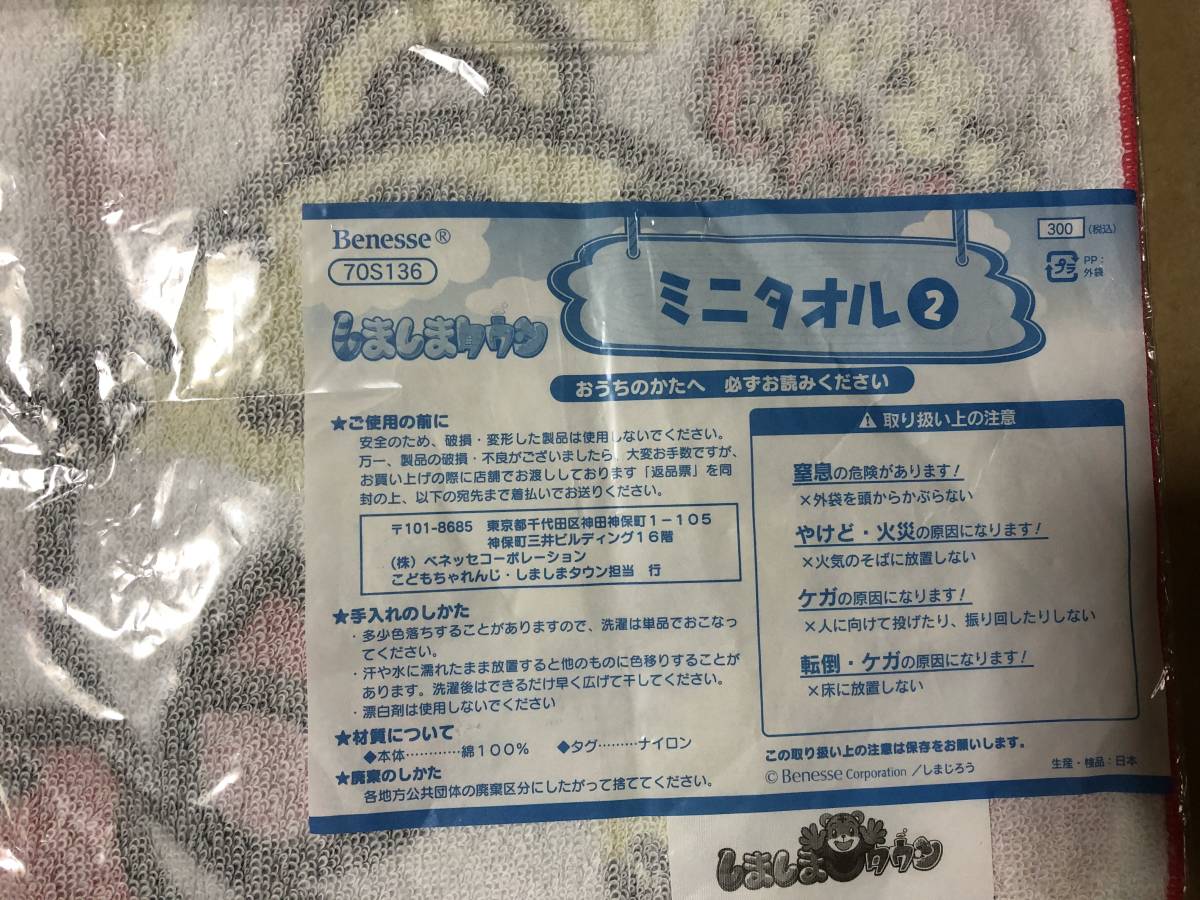 Benesse®
70S136
しましまタウン
ミニタオル2
300 (税込)
プラ
PP：
外袋
おうちのかたへ 必ずお読みください
★ご使用の前に
安全のため、破損・変形した製品は使用しないでください。
万一、製品の破損・不良がございましたら、大変お手数ですが、
お買い上げの際に店舗でお渡ししております「返品票」を同
封の上、以下の宛先まで着払いでお送りください。
〒101-8685 東京都千代田区神田神保町1-105
神保町三井ビルディング16階
(株) ベネッセコーポレーション
こどもちゃれんじ・しましまタウン担当 行
★手入れのしかた
・多少色落ちすることがありますので、洗濯は単品でおこなっ
てください。
・汗や水に濡れたまま放置すると他のものに色移りすることが
あります。洗濯後はできるだけ早く広げて干してください。
・漂白剤は使用しないでください
★材質について
◆本体…………綿100% ◆タグ………ナイロン
★廃棄のしかた
各地方公共団体の廃棄区分にしたがって捨ててください。
⚠取り扱い上の注意
窒息の危険があります!
×外袋を頭からかぶらない
やけど・火災の原因になります!
×火気のそばに放置しない
ケガの原因になります!
×人に向けて投げたり、振り回したりしない
転倒・ケガの原因になります!
×床に放置しない
この取り扱い上の注意は保存をお願いします。
© Benesse Corporation／しまじろう
生産・検品：日本
しましまタウン